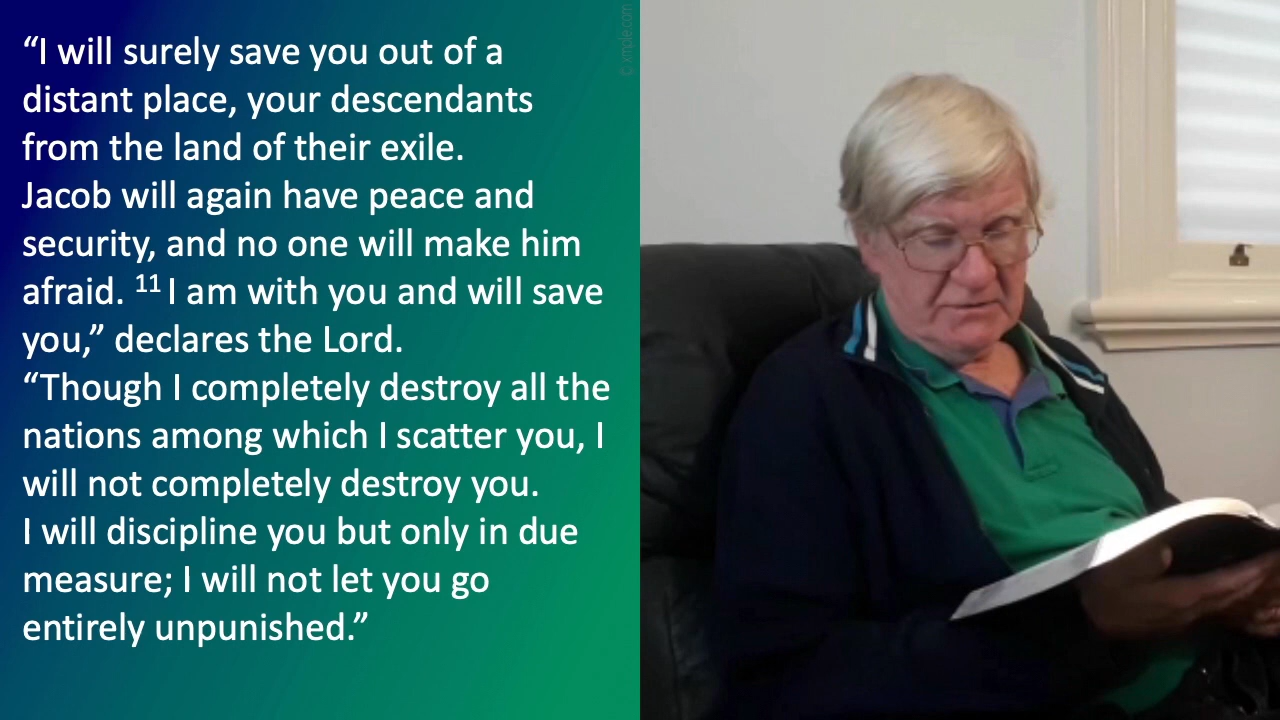 “I will surely save you out of a
distant place, your descendants
from the land of their exile.
Jacob will again have peace and
security, and no one will make him
afraid. ¹¹ I am with you and will save
you,” declares the Lord.
“Though I completely destroy all the
nations among which I scatter you, I
will not completely destroy you.
I will discipline you but only in due
measure; I will not let you go
entirely unpunished.”
© xmple.com